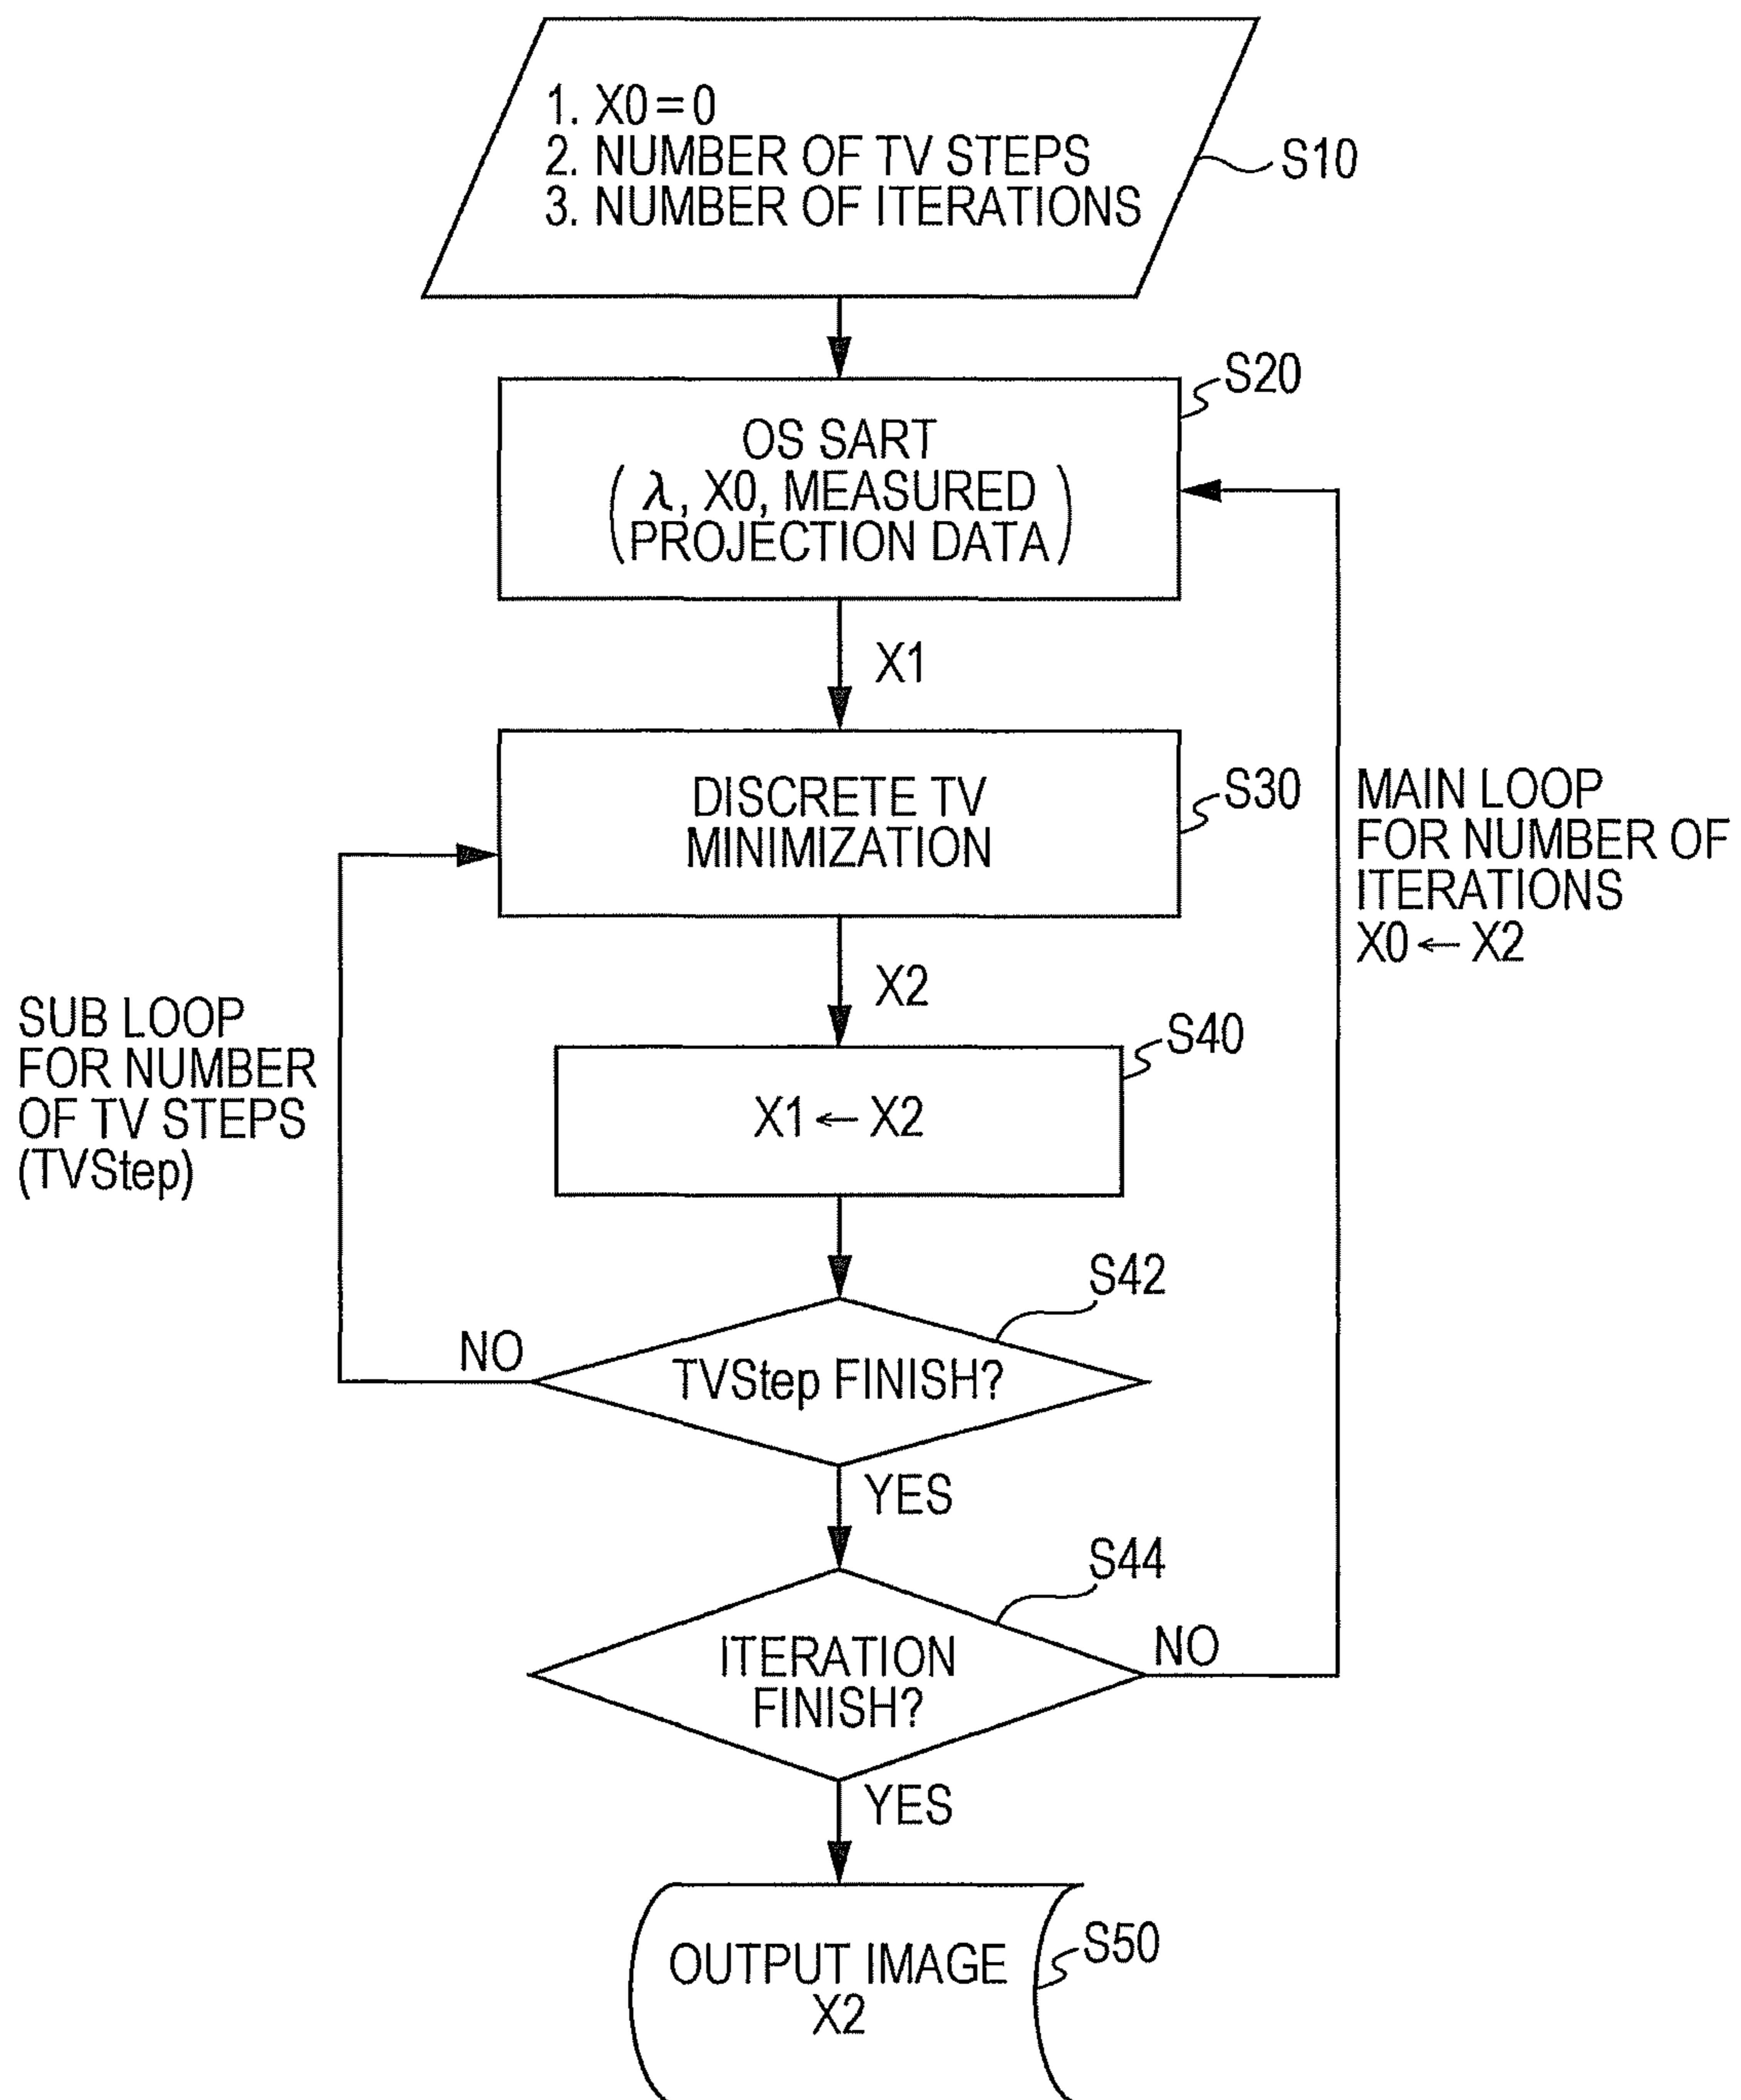 1. X0=0
2. NUMBER OF TV STEPS
3. NUMBER OF ITERATIONS
S10
S20
OS SART
(λ, X0, MEASURED
PROJECTION DATA)
X1
DISCRETE TV
MINIMIZATION
S30
MAIN LOOP
FOR NUMBER OF
ITERATIONS
X0 ← X2
X2
SUB LOOP
FOR NUMBER
OF TV STEPS
(TVStep)
S40
X1 ← X2
S42
NO
TVStep FINISH?
YES
S44
ITERATION
FINISH?
NO
YES
OUTPUT IMAGE
X2
S50